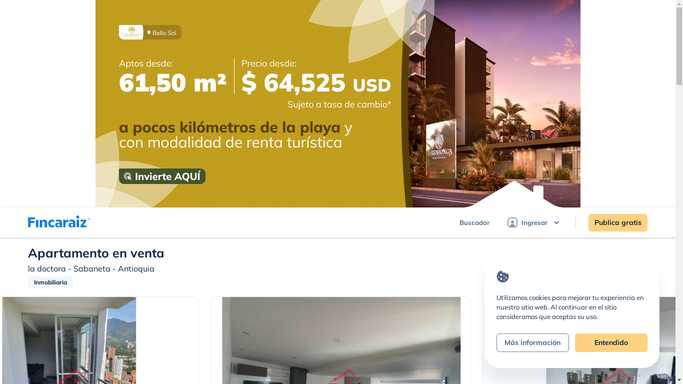 Bello Sol
Aptos desde:
61,50 m²
Precio desde:
$ 64,525 USD
Sujeto a tasa de cambio*
a pocos kilómetros de la playa y
con modalidad de renta turística
Invierte AQUÍ
Fincaraiz
Buscador
Ingresar
Publica gratis
Apartamento en venta
la doctora - Sabaneta - Antioquia
Inmobiliaria
Utilizamos cookies para mejorar tu experiencia en
nuestro sitio web. Al continuar en el sitio
consideramos que aceptas su uso.
Más información
Entendido